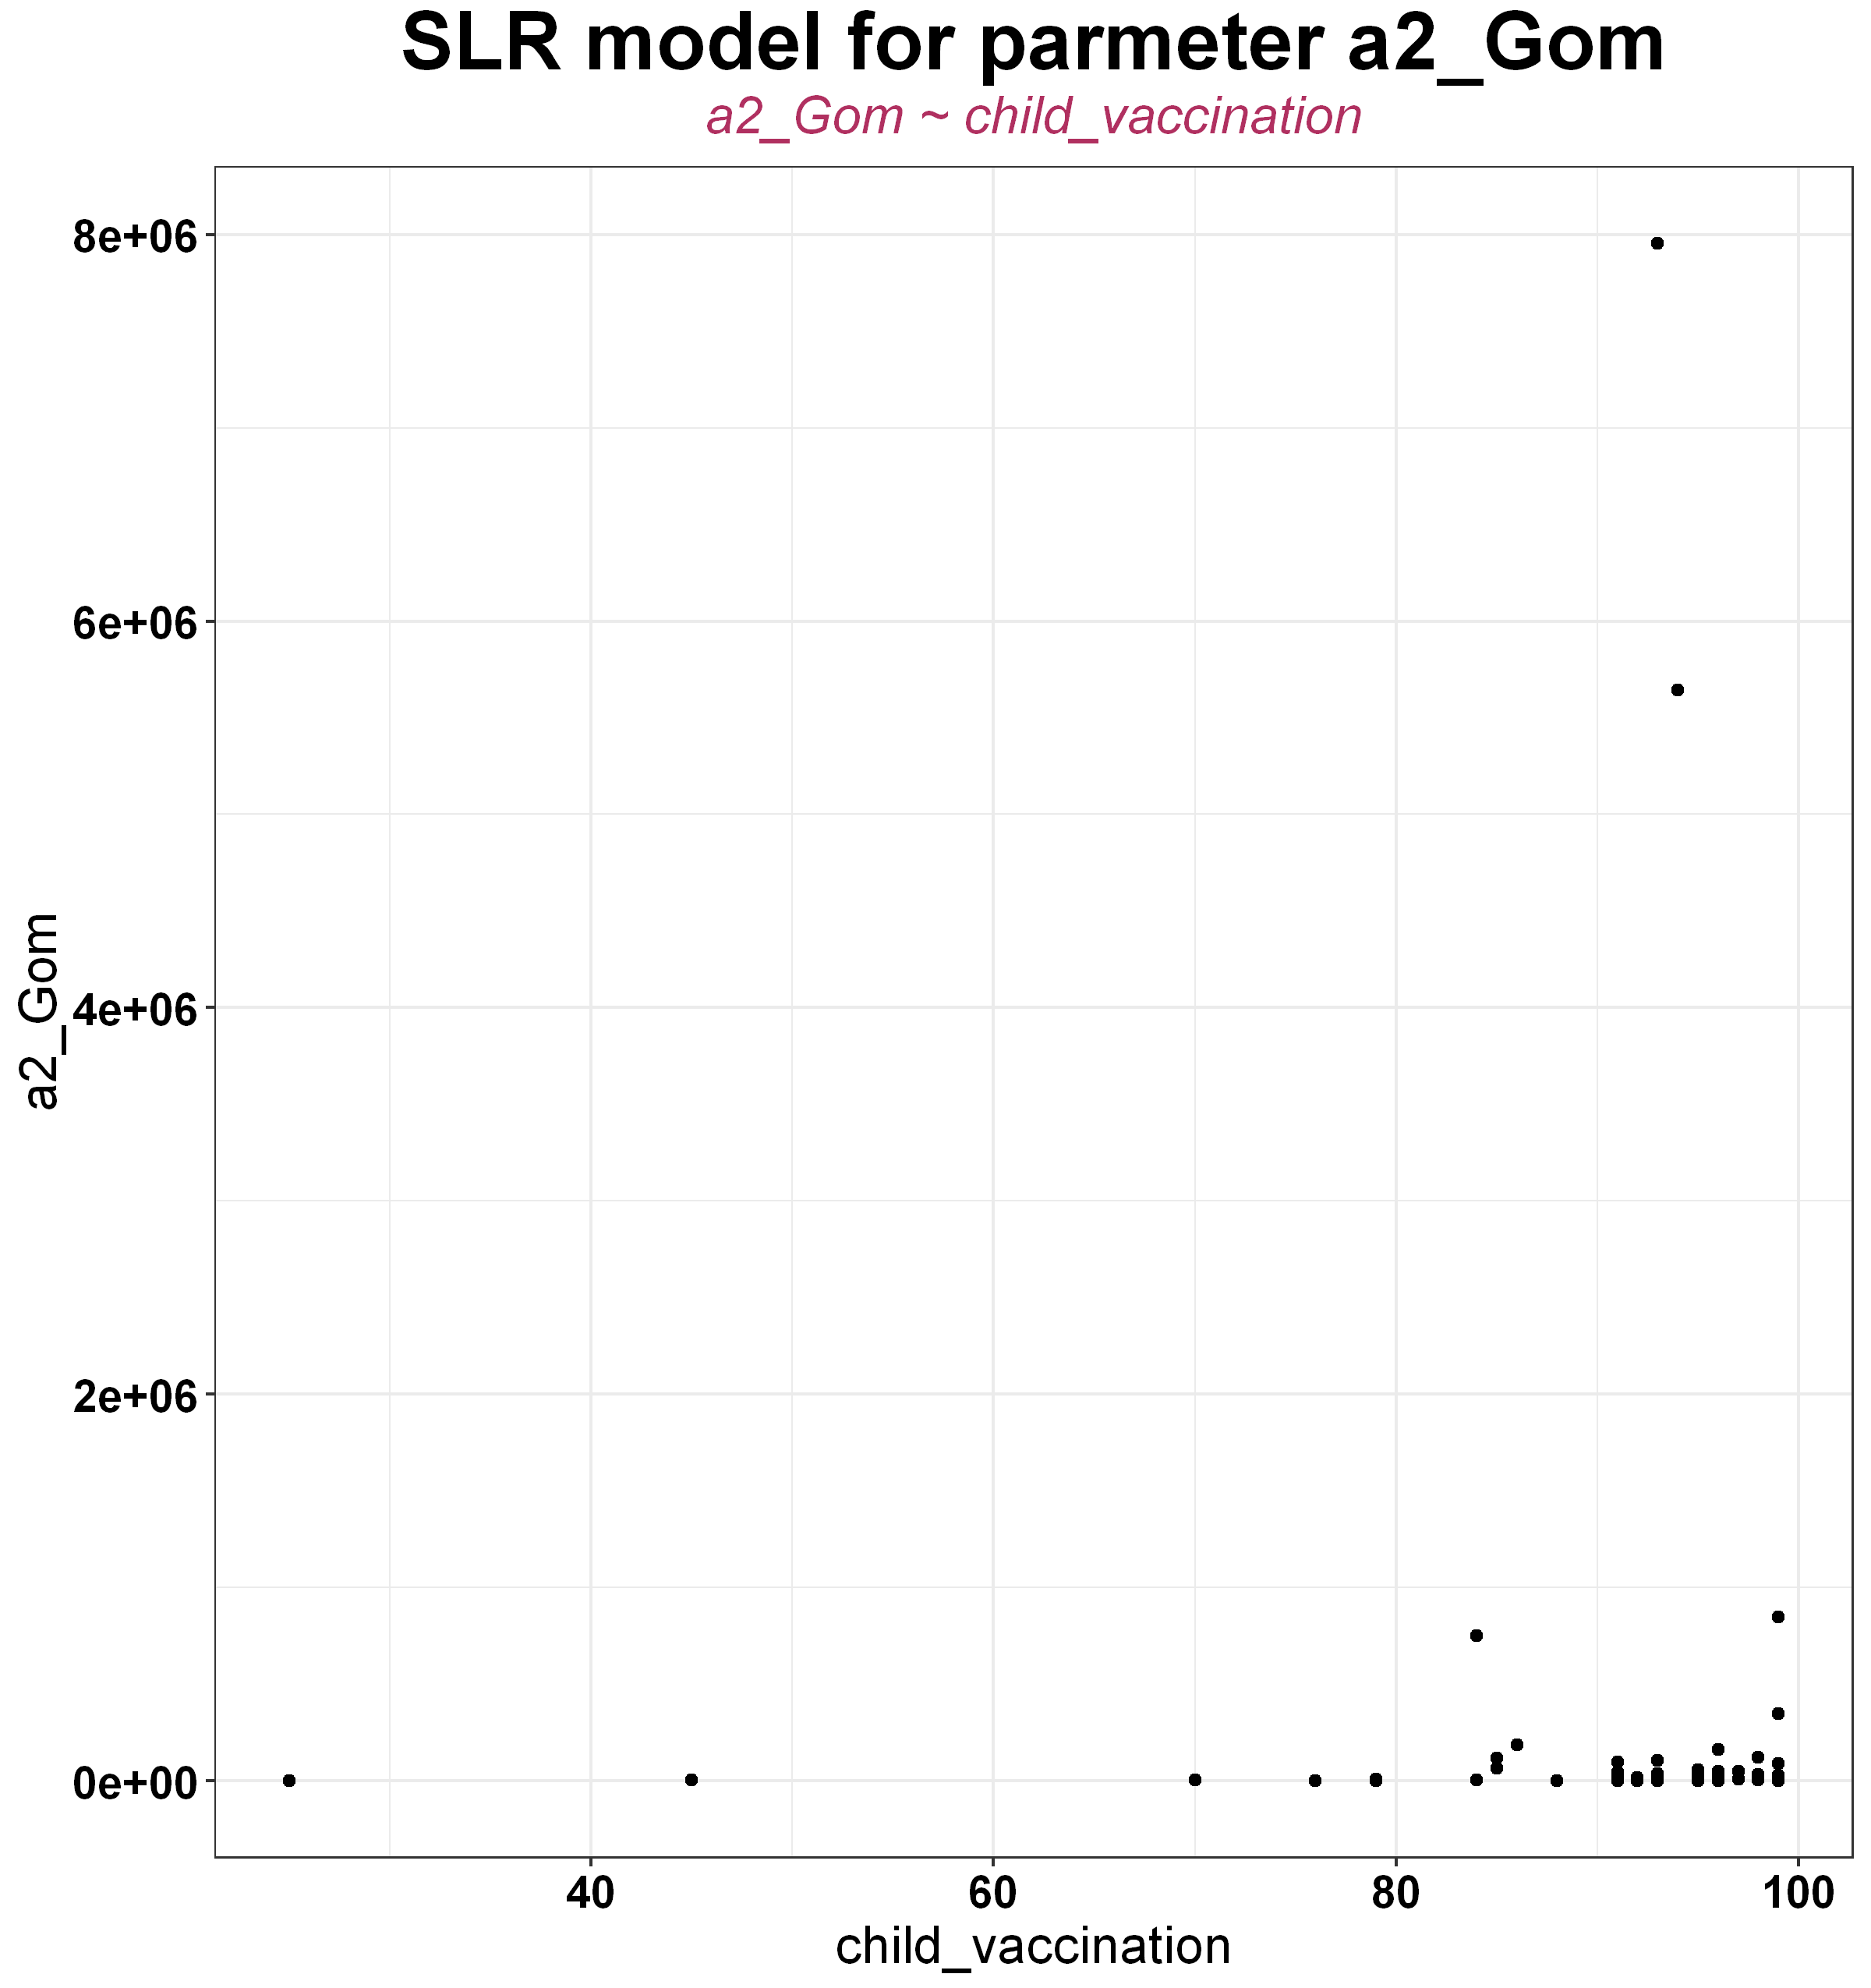 SLR model for parmeter a2_Gom
a2_Gom ~ child_vaccination
8e+06
6e+06
4e+06
2e+06
0e+00
a2_Gom
40 60 80 100
child_vaccination